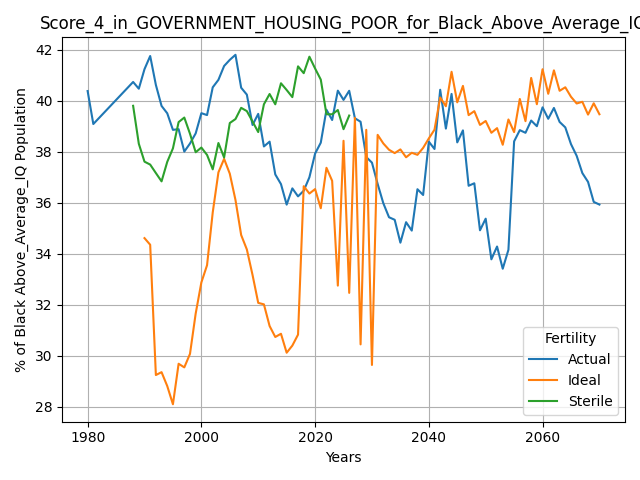 Score_4_in_GOVERNMENT_HOUSING_POOR_for_Black_Above_Average_IQ
% of Black Above_Average_IQ Population
42
40
38
36
34
32
30
28
1980
2000
2020
2040
2060
Years
Fertility
Actual
Ideal
Sterile